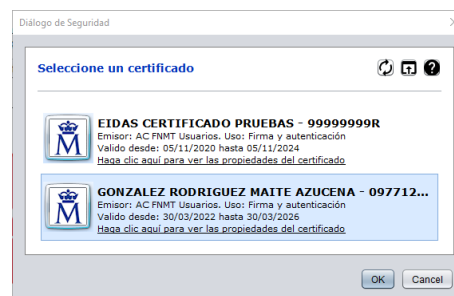 Diálogo de Seguridad
Seleccione un certificado
EIDAS CERTIFICADO PRUEBAS - 99999999R
Emisor: AC FNMT Usuarios. Uso: Firma y autenticación
Valido desde: 05/11/2020 hasta 05/11/2024
Haga clic aquí para ver las propiedades del certificado
GONZALEZ RODRIGUEZ MAITE AZUCENA - 097712...
Emisor: AC FNMT Usuarios. Uso: Firma y autenticación
Valido desde: 30/03/2022 hasta 30/03/2026
Haga clic aquí para ver las propiedades del certificado
OK Cancel